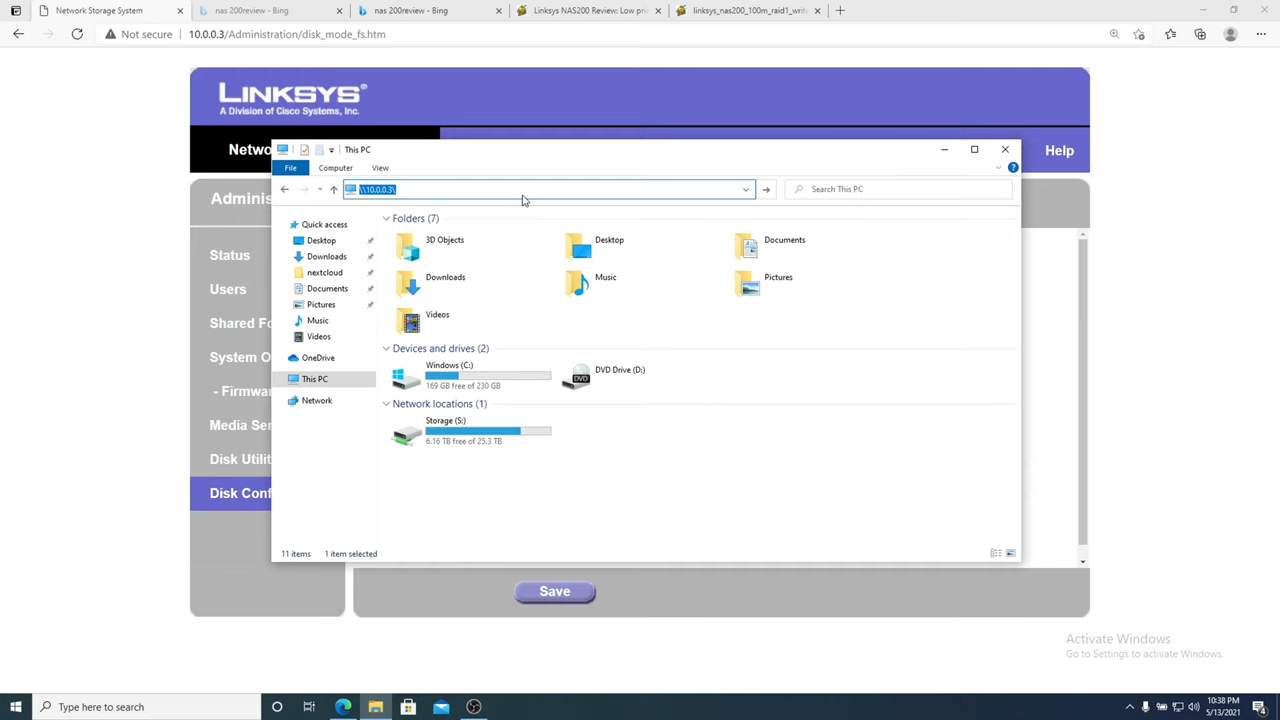 Network Storage System
nas 200review - Bing
nas 200review - Bing
Linksys NAS200 Review: Low pri
linksys_nas200_100m_raid1_write
Not secure
10.0.0.3/Administration/disk_mode_fs.htm
LINKSYS®
A Division of Cisco Systems, Inc.
Netwo
Help
This PC
File
Computer
View
\\10.0.0.3\
Search This PC
Adminis
Status
Users
Shared Fo
System O
- Firmwa
Media Ser
Disk Utilit
Disk Conf
Quick access
Desktop
Downloads
nextcloud
Documents
Pictures
Music
Videos
OneDrive
This PC
Network
Folders (7)
3D Objects
Desktop
Documents
Downloads
Music
Pictures
Videos
Devices and drives (2)
Windows (C:)
169 GB free of 230 GB
DVD Drive (D:)
DVD
Network locations (1)
Storage (S:)
6.16 TB free of 25.3 TB
11 items
1 item selected
Save
Activate Windows
Go to Settings to activate Windows.
Type here to search
10:38 PM
5/13/2021
4